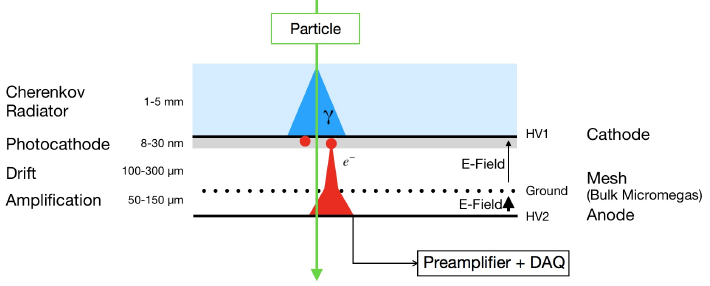 Particle
Cherenkov
Radiator
1-5 mm
γ
HV1
Cathode
Photocathode
8-30 nm
e⁻
E-Field
Drift
100-300 µm
Mesh
Ground
(Bulk Micromegas)
Amplification
50-150 µm
E-Field
HV2
Anode
Preamplifier + DAQ